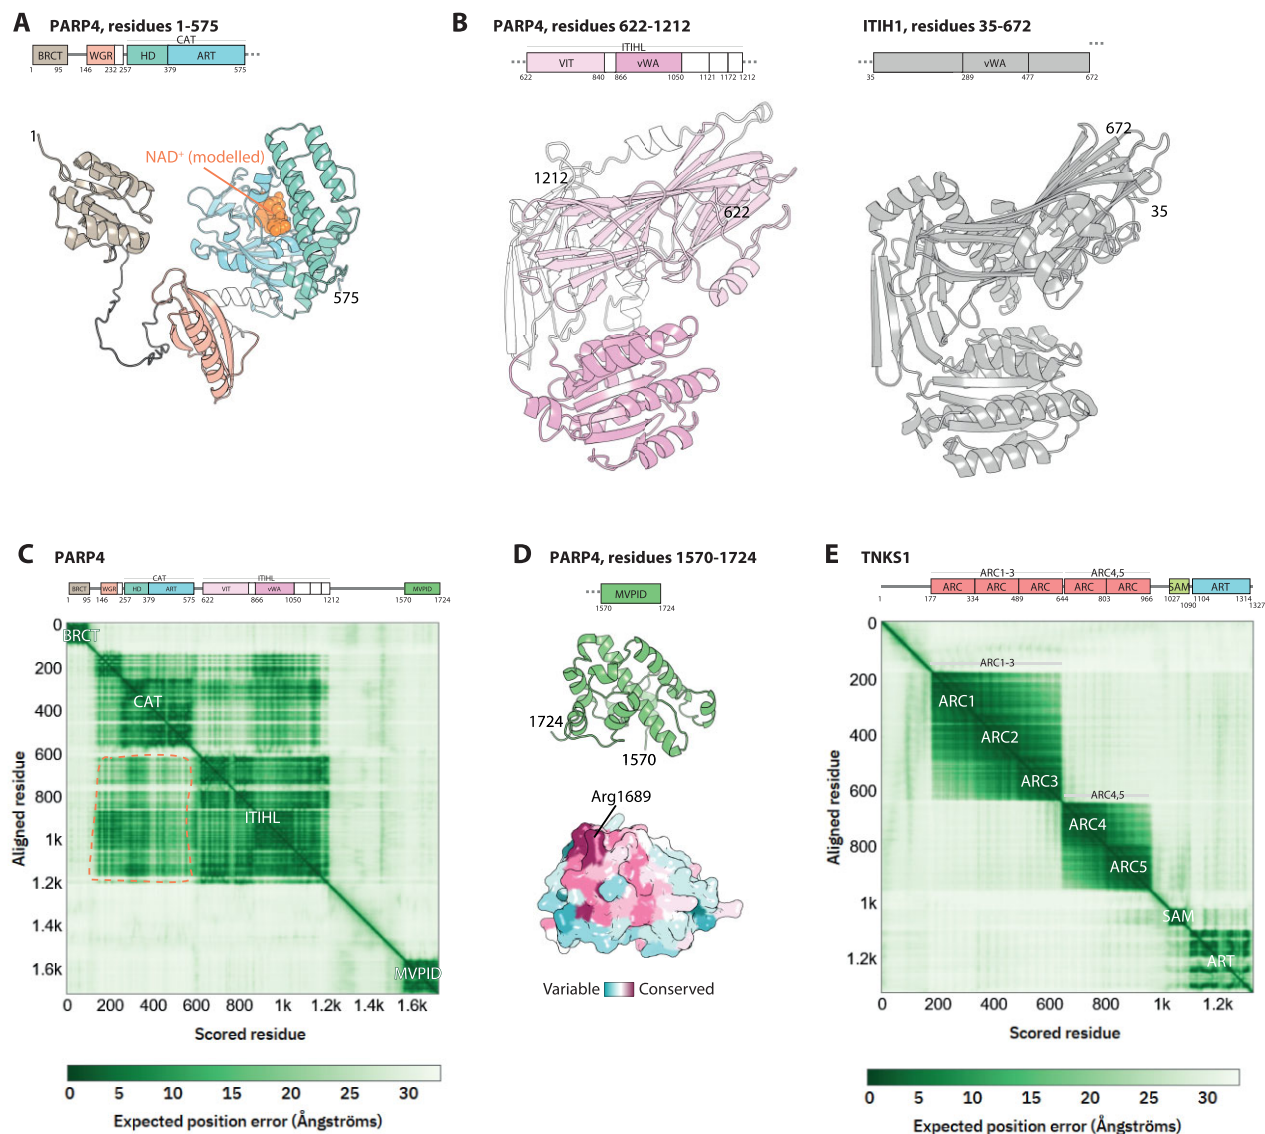 A PARP4, residues 1-575
CAT
BRCT WGR HD ART
1 95 146 232 257 379 575
1
NAD⁺ (modelled)
575
B PARP4, residues 622-1212
ITIHL
VIT vWA
622 840 866 1050 1121 1172 1212
1212
622
ITIH1, residues 35-672
vWA
35 289 477 672
672
35
C PARP4
CAT ITIHL
BRCT WGR HD ART VIT vWA MVPID
1 95 146 257 379 575 622 866 1050 1212 1570 1724
0
200
400
600
800
1k
1.2k
1.4k
1.6k
Aligned residue
BRCT
CAT
ITIHL
MVPID
0 200 400 600 800 1k 1.2k 1.4k 1.6k
Scored residue
0 5 10 15 20 25 30
Expected position error (Ångströms)
D PARP4, residues 1570-1724
MVPID
1570 1724
1724
1570
Arg1689
Variable Conserved
E TNKS1
ARC1-3 ARC4,5
ARC ARC ARC ARC ARC SAM ART
1 177 334 489 644 803 966 1027 1090 1104 1314 1327
0
200
400
600
800
1k
1.2k
Aligned residue
ARC1-3
ARC1
ARC2
ARC3
ARC4,5
ARC4
ARC5
SAM
ART
0 200 400 600 800 1k 1.2k
Scored residue
0 5 10 15 20 25 30
Expected position error (Ångströms)